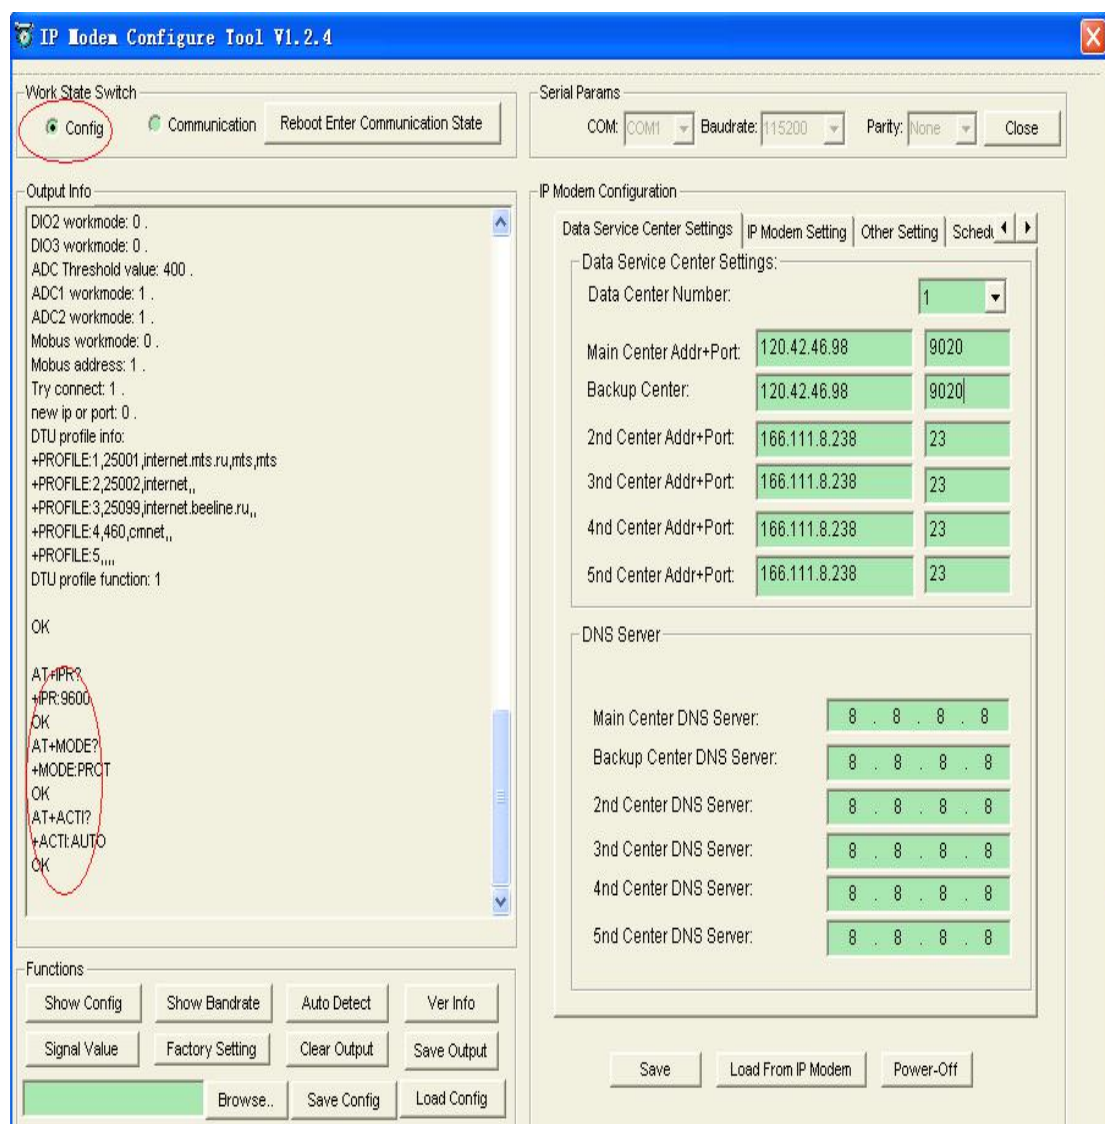 IP Modem Configure Tool V1.2.4
Work State Switch
Config
Communication
Reboot Enter Communication State
Serial Params
COM: COM1
Baudrate: 115200
Parity: None
Close
Output Info
DIO2 workmode: 0 .
DIO3 workmode: 0 .
ADC Threshold value: 400 .
ADC1 workmode: 1 .
ADC2 workmode: 1 .
Mobus workmode: 0 .
Mobus address: 1 .
Try connect: 1 .
new ip or port: 0 .
DTU profile info:
+PROFILE:1,25001,internet.mts.ru,mts,mts
+PROFILE:2,25002,internet,,
+PROFILE:3,25099,internet.beeline.ru,,
+PROFILE:4,460,cmnet,,
+PROFILE:5,,,,
DTU profile function: 1
OK
AT+IPR?
+IPR:9600
OK
AT+MODE?
+MODE:PROT
OK
AT+ACTI?
+ACTI:AUTO
OK
Functions
Show Config
Show Bandrate
Auto Detect
Ver Info
Signal Value
Factory Setting
Clear Output
Save Output
Browse..
Save Config
Load Config
IP Modem Configuration
Data Service Center Settings
IP Modem Setting
Other Setting
Data Service Center Settings:
Data Center Number: 1
Main Center Addr+Port: 120.42.46.98 9020
Backup Center: 120.42.46.98 9020
2nd Center Addr+Port: 166.111.8.238 23
3nd Center Addr+Port: 166.111.8.238 23
4nd Center Addr+Port: 166.111.8.238 23
5nd Center Addr+Port: 166.111.8.238 23
DNS Server
Main Center DNS Server: 8 . 8 . 8 . 8
Backup Center DNS Server: 8 . 8 . 8 . 8
2nd Center DNS Server: 8 . 8 . 8 . 8
3nd Center DNS Server: 8 . 8 . 8 . 8
4nd Center DNS Server: 8 . 8 . 8 . 8
5nd Center DNS Server: 8 . 8 . 8 . 8
Save
Load From IP Modem
Power-Off